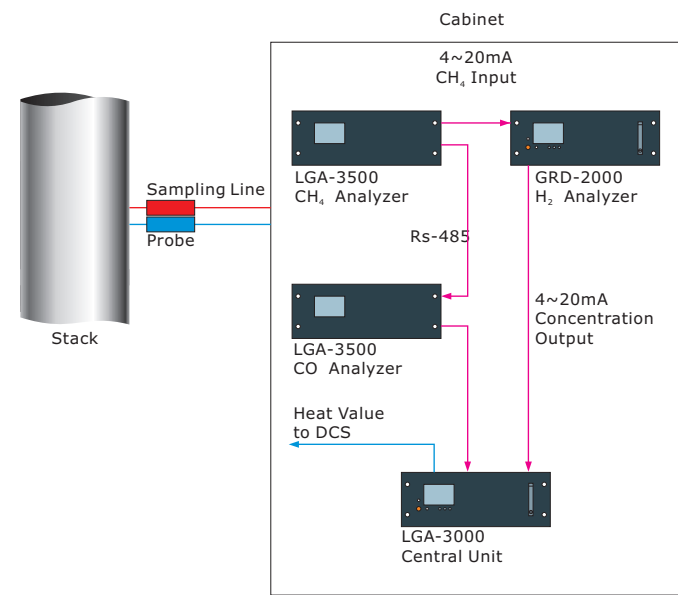 Cabinet
4~20mA
CH₄ Input
LGA-3500
CH₄ Analyzer
GRD-2000
H₂ Analyzer
Sampling Line
Probe
Rs-485
4~20mA
Concentration
Output
Stack
LGA-3500
CO Analyzer
Heat Value
to DCS
LGA-3000
Central Unit